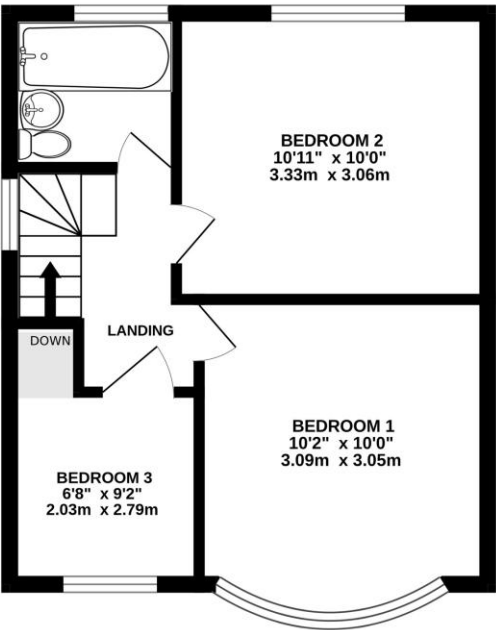 BEDROOM 2
10'11" x 10'0"
3.33m x 3.06m
LANDING
DOWN
BEDROOM 1
10'2" x 10'0"
3.09m x 3.05m
BEDROOM 3
6'8" x 9'2"
2.03m x 2.79m